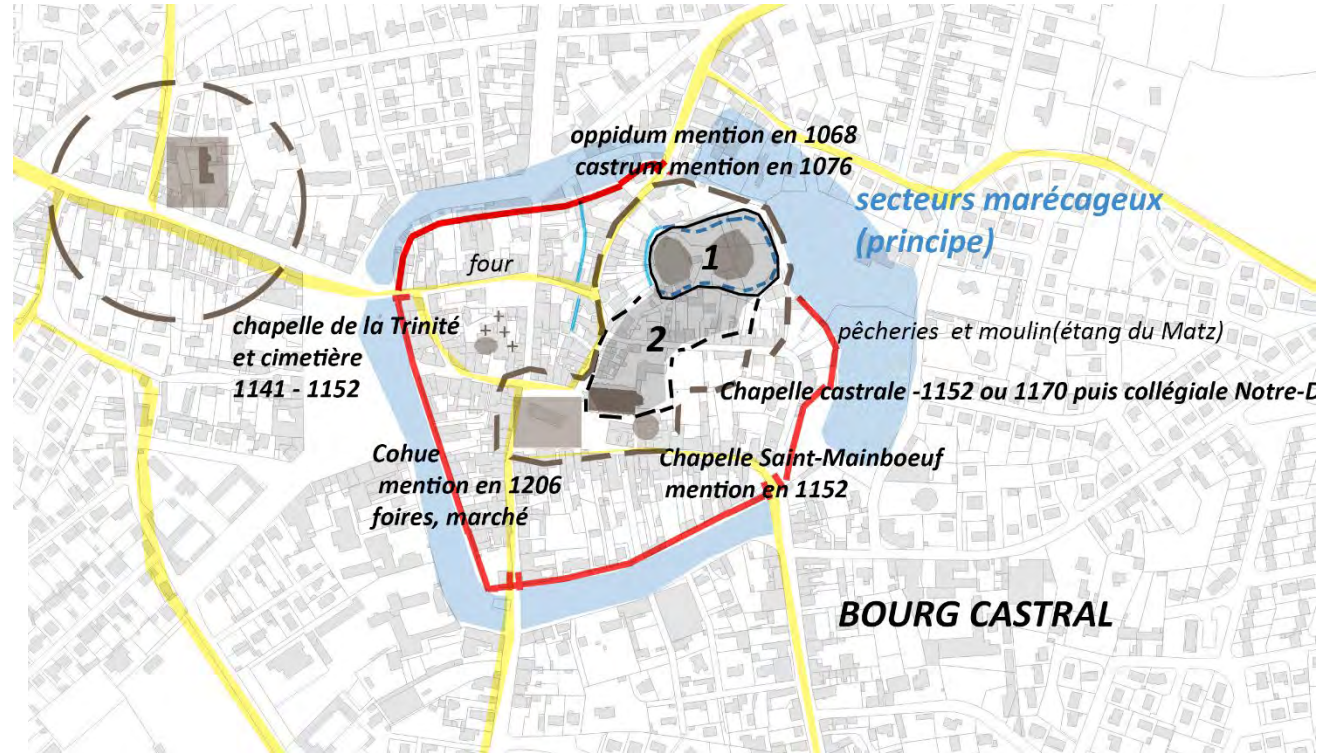 oppidum mention en 1068
castrum mention en 1076
secteurs marécageux
(principe)
1
four
pêcheries et moulin(étang du Matz)
chapelle de la Trinité
et cimetière
1141 - 1152
2
Chapelle castrale -1152 ou 1170 puis collégiale Notre-D
Cohue
mention en 1206
foires, marché
Chapelle Saint-Mainboeuf
mention en 1152
BOURG CASTRAL